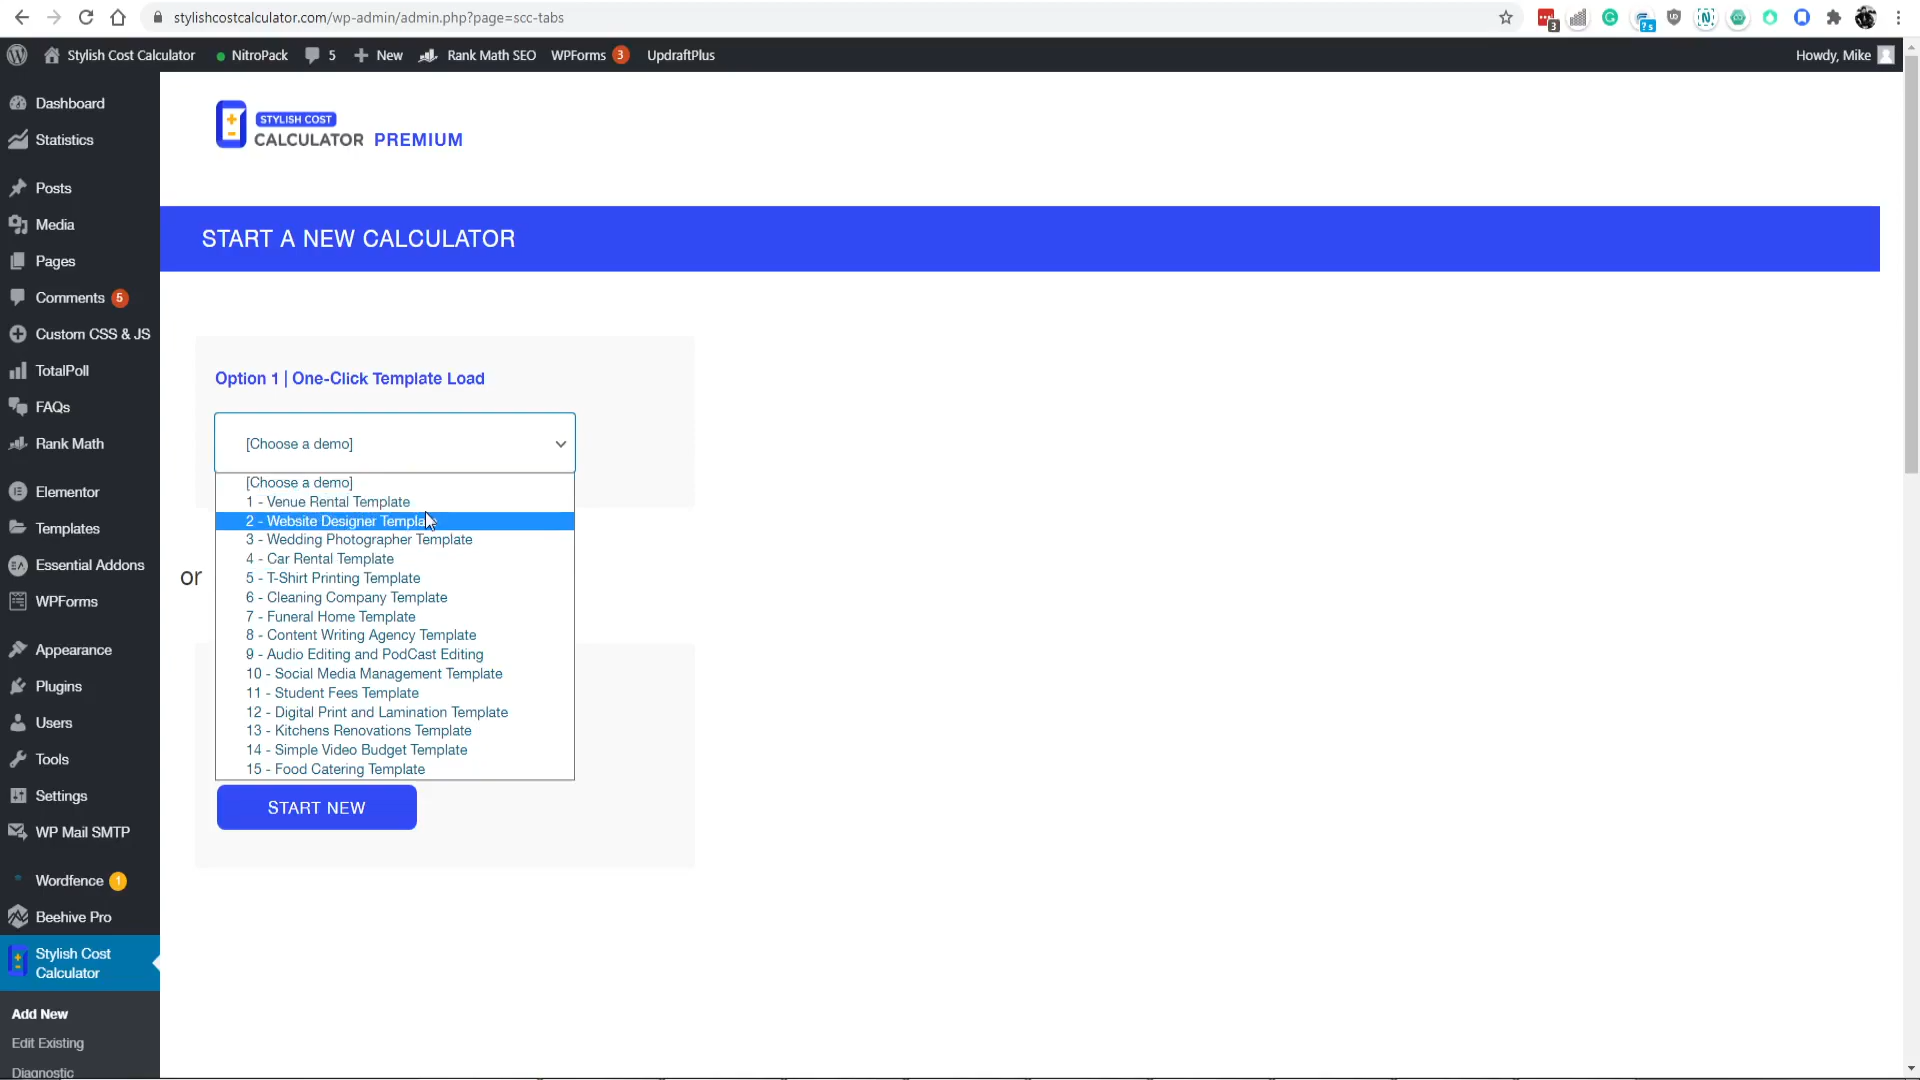 stylishcostcalculator.com/wp-admin/admin.php?page=scc-tabs
3
?s
Stylish Cost Calculator
NitroPack
5
New
Rank Math SEO
WPForms 3
UpdraftPlus
Howdy, Mike
Dashboard
Statistics
Posts
Media
Pages
Comments 5
Custom CSS & JS
TotalPoll
FAQs
Rank Math
Elementor
Templates
Essential Addons
WPForms
Appearance
Plugins
Users
Tools
Settings
WP Mail SMTP
Wordfence 1
Beehive Pro
Stylish Cost
Calculator
Add New
Edit Existing
Diagnostic
STYLISH COST
CALCULATOR PREMIUM
START A NEW CALCULATOR
Option 1 | One-Click Template Load
[Choose a demo]
[Choose a demo]
1 - Venue Rental Template
2 - Website Designer Template
3 - Wedding Photographer Template
4 - Car Rental Template
5 - T-Shirt Printing Template
6 - Cleaning Company Template
7 - Funeral Home Template
8 - Content Writing Agency Template
9 - Audio Editing and PodCast Editing
10 - Social Media Management Template
11 - Student Fees Template
12 - Digital Print and Lamination Template
13 - Kitchens Renovations Template
14 - Simple Video Budget Template
15 - Food Catering Template
or
START NEW